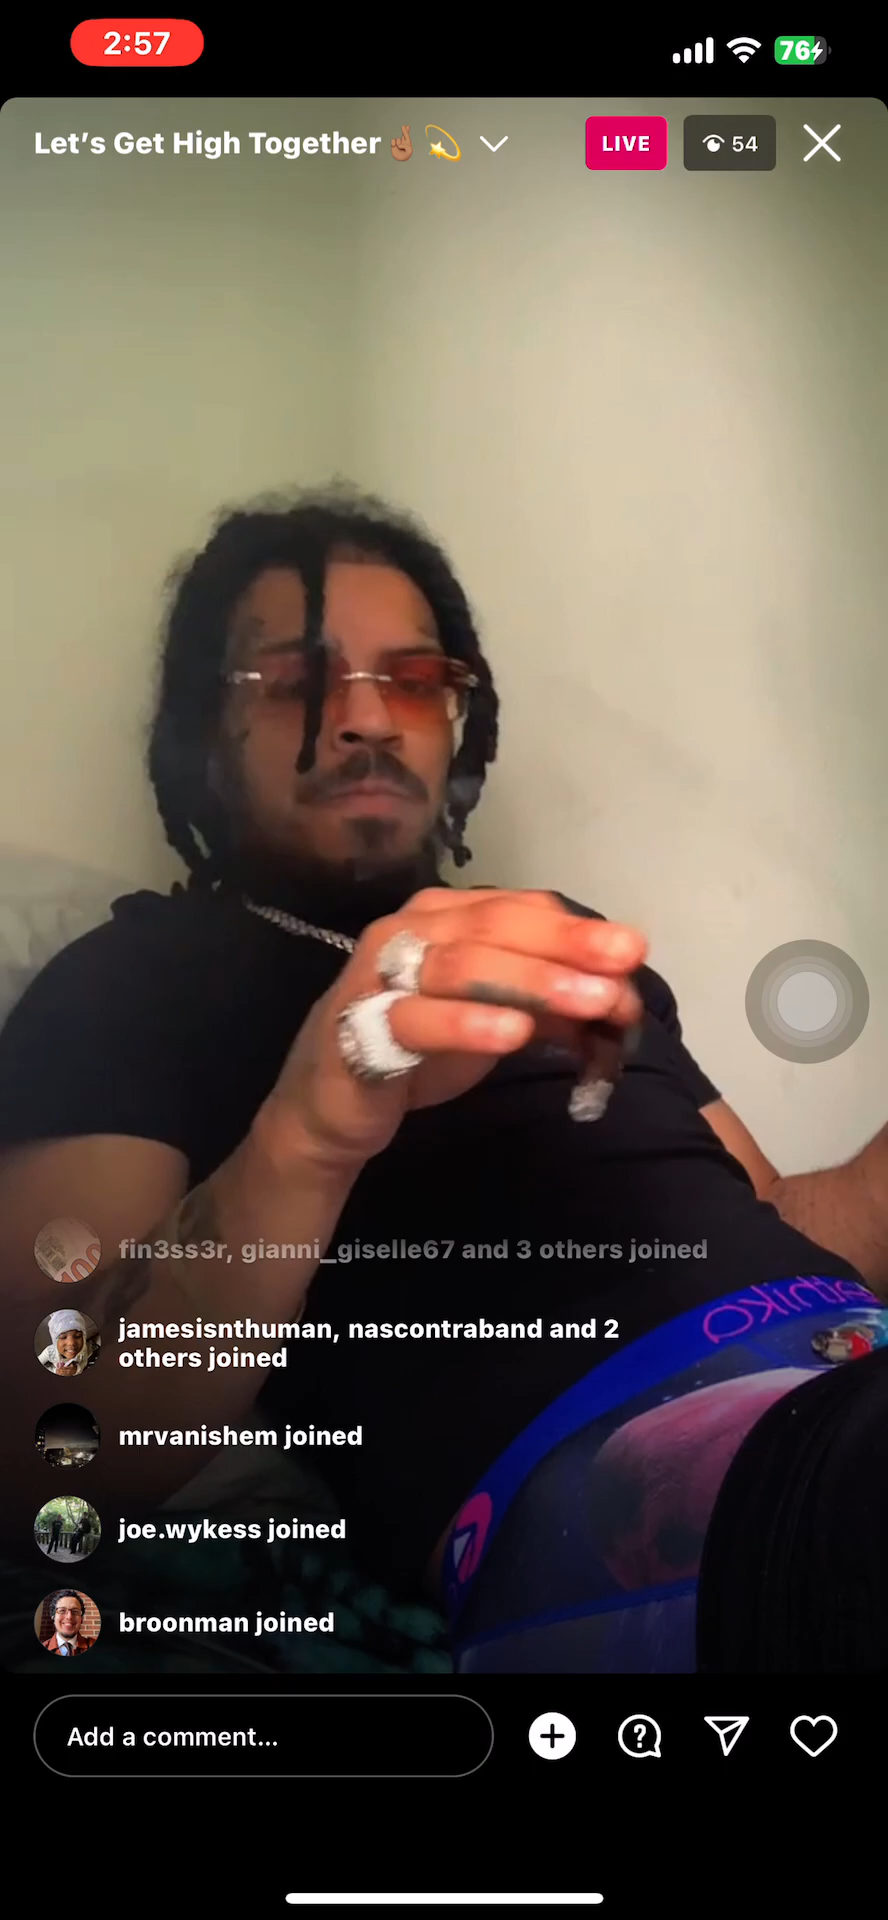 2:57
76
Let’s Get High Together🤞🏽💫
LIVE
54
fin3ss3r, gianni_giselle67 and 3 others joined
jamesisnthuman, nascontraband and 2
others joined
mrvanishem joined
joe.wykess joined
broonman joined
Add a comment...